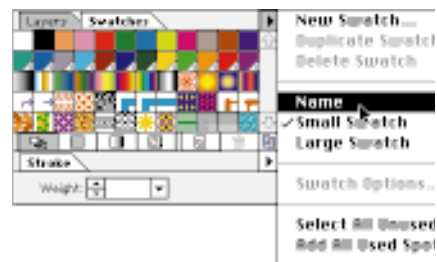 Layers Swatches
New Swatch...
Duplicate Swatch
Delete Swatch
Name
Small Swatch
Large Swatch
Swatch Options...
Select All Unused
Add All Used Spot
Stroke
Weight: